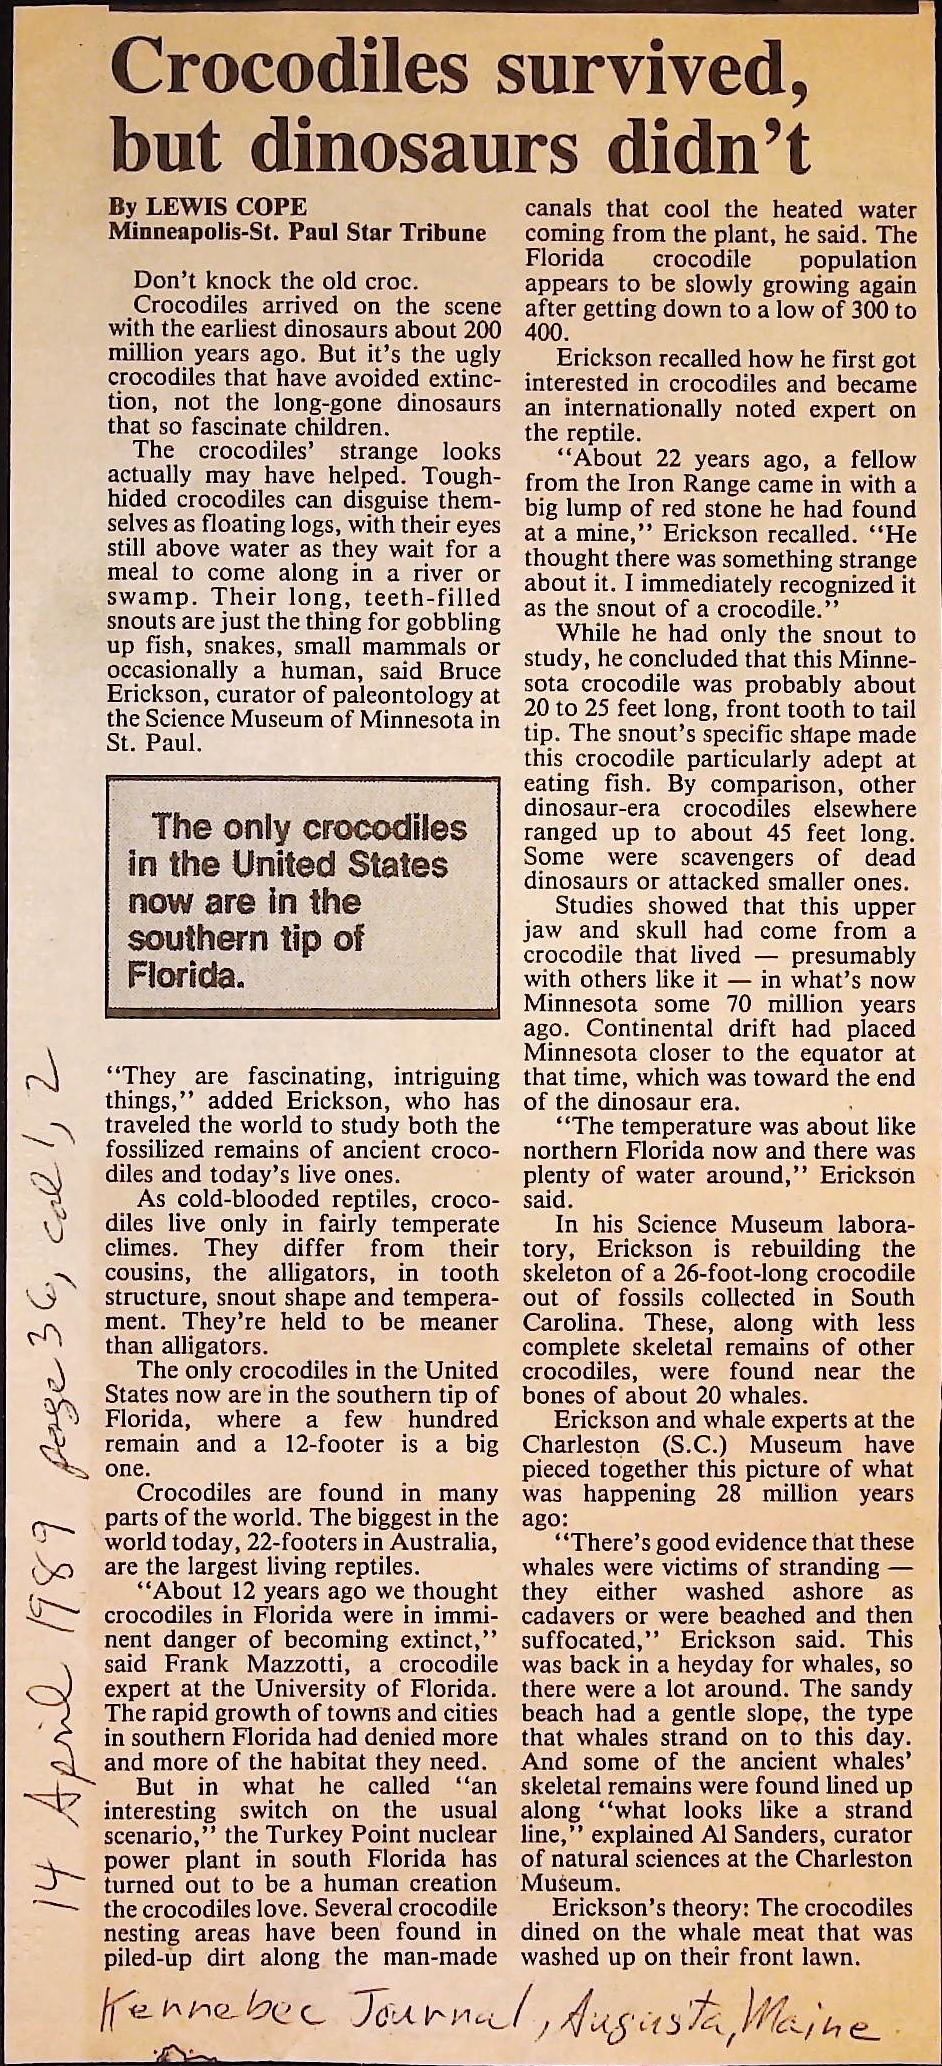 Crocodiles survived,
but dinosaurs didn't
By LEWIS COPE
Minneapolis-St. Paul Star Tribune
Don't knock the old croc.
Crocodiles arrived on the scene
with the earliest dinosaurs about 200
million years ago. But it's the ugly
crocodiles that have avoided extinc-
tion, not the long-gone dinosaurs
that so fascinate children.
The crocodiles' strange looks
actually may have helped. Tough-
hided crocodiles can disguise them-
selves as floating logs, with their eyes
still above water as they wait for a
meal to come along in a river or
swamp. Their long, teeth-filled
snouts are just the thing for gobbling
up fish, snakes, small mammals or
occasionally a human, said Bruce
Erickson, curator of paleontology at
the Science Museum of Minnesota in
St. Paul.
The only crocodiles
in the United States
now are in the
southern tip of
Florida.
"They are fascinating, intriguing
things," added Erickson, who has
traveled the world to study both the
fossilized remains of ancient croco-
diles and today's live ones.
As cold-blooded reptiles, croco-
diles live only in fairly temperate
climes. They differ from their
cousins, the alligators, in tooth
structure, snout shape and tempera-
ment. They're held to be meaner
than alligators.
The only crocodiles in the United
States now are in the southern tip of
Florida, where a few hundred
remain and a 12-footer is a big
one.
Crocodiles are found in many
parts of the world. The biggest in the
world today, 22-footers in Australia,
are the largest living reptiles.
"About 12 years ago we thought
crocodiles in Florida were in immi-
nent danger of becoming extinct,"
said Frank Mazzotti, a crocodile
expert at the University of Florida.
The rapid growth of towns and cities
in southern Florida had denied more
and more of the habitat they need.
But in what he called "an
interesting switch on the usual
scenario," the Turkey Point nuclear
power plant in south Florida has
turned out to be a human creation
the crocodiles love. Several crocodile
nesting areas have been found in
piled-up dirt along the man-made
canals that cool the heated water
coming from the plant, he said. The
Florida crocodile population
appears to be slowly growing again
after getting down to a low of 300 to
400.
Erickson recalled how he first got
interested in crocodiles and became
an internationally noted expert on
the reptile.
"About 22 years ago, a fellow
from the Iron Range came in with a
big lump of red stone he had found
at a mine," Erickson recalled. "He
thought there was something strange
about it. I immediately recognized it
as the snout of a crocodile."
While he had only the snout to
study, he concluded that this Minne-
sota crocodile was probably about
20 to 25 feet long, front tooth to tail
tip. The snout's specific shape made
this crocodile particularly adept at
eating fish. By comparison, other
dinosaur-era crocodiles elsewhere
ranged up to about 45 feet long.
Some were scavengers of dead
dinosaurs or attacked smaller ones.
Studies showed that this upper
jaw and skull had come from a
crocodile that lived — presumably
with others like it — in what's now
Minnesota some 70 million years
ago. Continental drift had placed
Minnesota closer to the equator at
that time, which was toward the end
of the dinosaur era.
"The temperature was about like
northern Florida now and there was
plenty of water around," Erickson
said.
In his Science Museum labora-
tory, Erickson is rebuilding the
skeleton of a 26-foot-long crocodile
out of fossils collected in South
Carolina. These, along with less
complete skeletal remains of other
crocodiles, were found near the
bones of about 20 whales.
Erickson and whale experts at the
Charleston (S.C.) Museum have
pieced together this picture of what
was happening 28 million years
ago:
"There's good evidence that these
whales were victims of stranding —
they either washed ashore as
cadavers or were beached and then
suffocated," Erickson said. This
was back in a heyday for whales, so
there were a lot around. The sandy
beach had a gentle slope, the type
that whales strand on to this day.
And some of the ancient whales'
skeletal remains were found lined up
along "what looks like a strand
line," explained Al Sanders, curator
of natural sciences at the Charleston
Museum.
Erickson's theory: The crocodiles
dined on the whale meat that was
washed up on their front lawn.
14 April 1989 page 36, col 1, 2
Kennebec Journal, Augusta, Maine